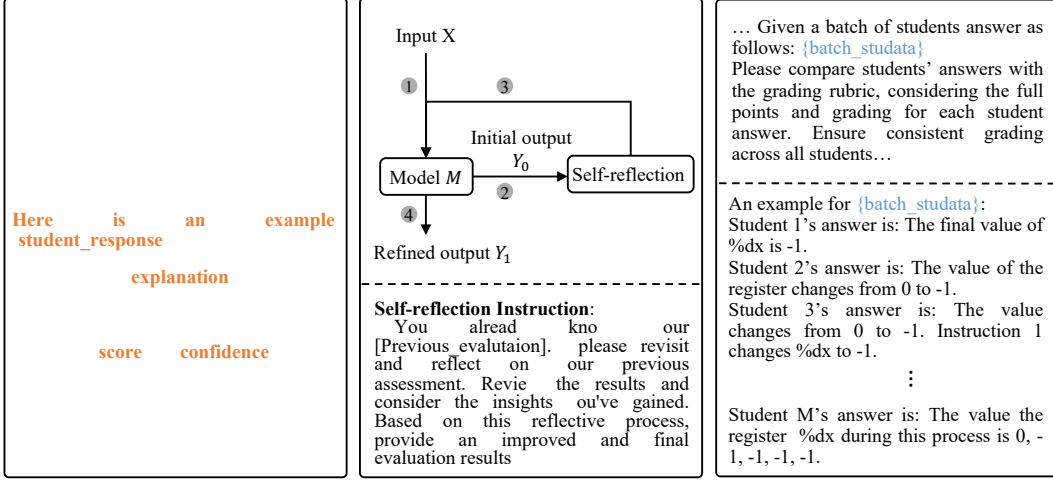 Here is an example
student_response
explanation
score confidence
Input X
1
3
Initial output
Y0
Model M
2
Self-reflection
4
Refined output Y1
Self-reflection Instruction:
You alread kno our
[Previous_evalutaion]. please revisit
and reflect on our previous
assessment. Revie the results and
consider the insights ou've gained.
Based on this reflective process,
provide an improved and final
evaluation results
… Given a batch of students answer as
follows: {batch_studata}
Please compare students' answers with
the grading rubric, considering the full
points and grading for each student
answer. Ensure consistent grading
across all students…
An example for {batch_studata}:
Student 1's answer is: The final value of
%dx is -1.
Student 2's answer is: The value of the
register changes from 0 to -1.
Student 3's answer is: The value
changes from 0 to -1. Instruction 1
changes %dx to -1.
⋮
Student M's answer is: The value the
register %dx during this process is 0, -
1, -1, -1, -1.